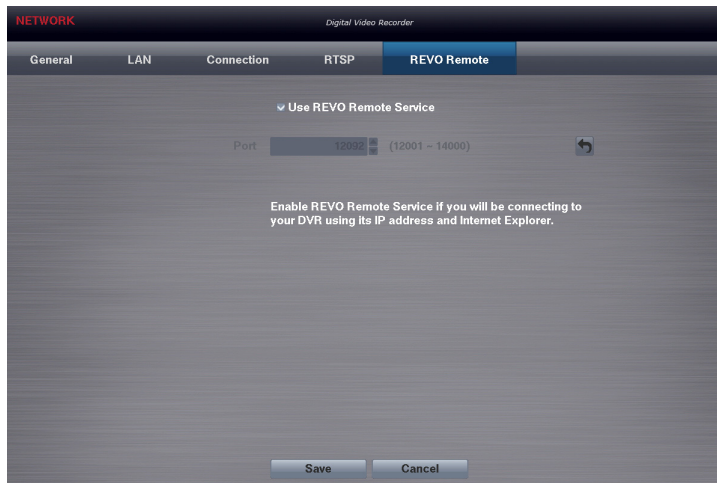 NETWORK
Digital Video Recorder
General LAN Connection RTSP REVO Remote
Use REVO Remote Service
Port 12092 (12001 ~ 14000)
Enable REVO Remote Service if you will be connecting to
your DVR using its IP address and Internet Explorer.
Save Cancel